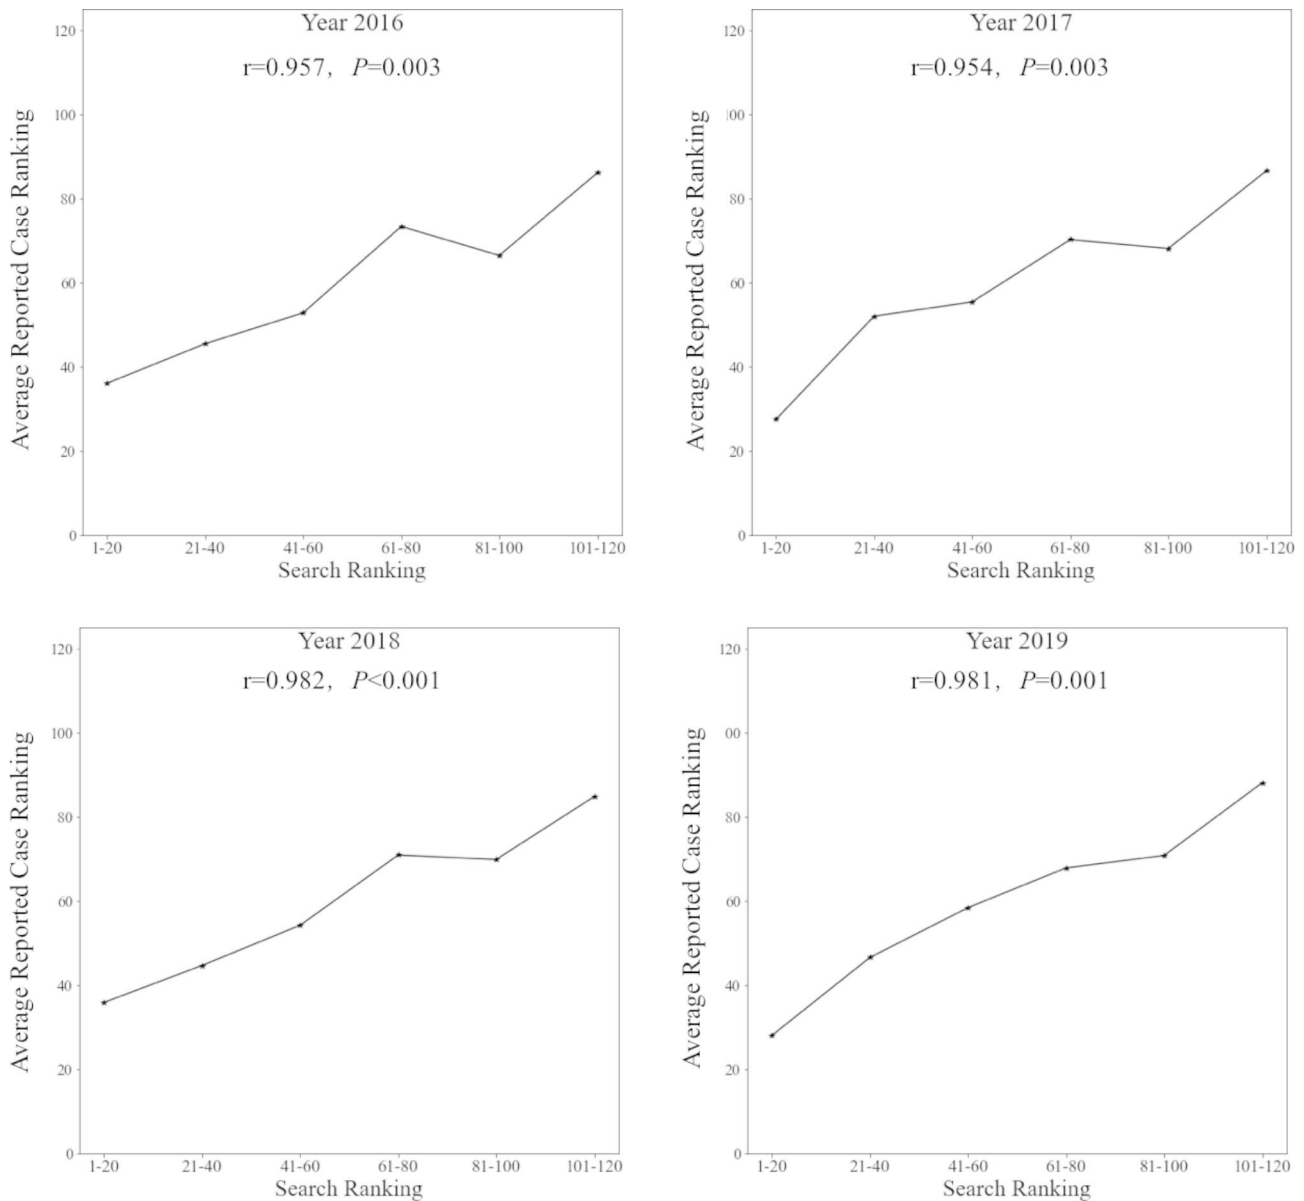 Year 2016
r=0.957, P=0.003
120
100
80
60
40
20
0
Average Reported Case Ranking
1-20 21-40 41-60 61-80 81-100 101-120
Search Ranking
Year 2017
r=0.954, P=0.003
120
100
80
60
40
20
0
Average Reported Case Ranking
1-20 21-40 41-60 61-80 81-100 101-120
Search Ranking
Year 2018
r=0.982, P<0.001
120
100
80
60
40
20
0
Average Reported Case Ranking
1-20 21-40 41-60 61-80 81-100 101-120
Search Ranking
Year 2019
r=0.981, P=0.001
120
00
80
60
40
20
0
Average Reported Case Ranking
1-20 21-40 41-60 61-80 81-100 101-120
Search Ranking